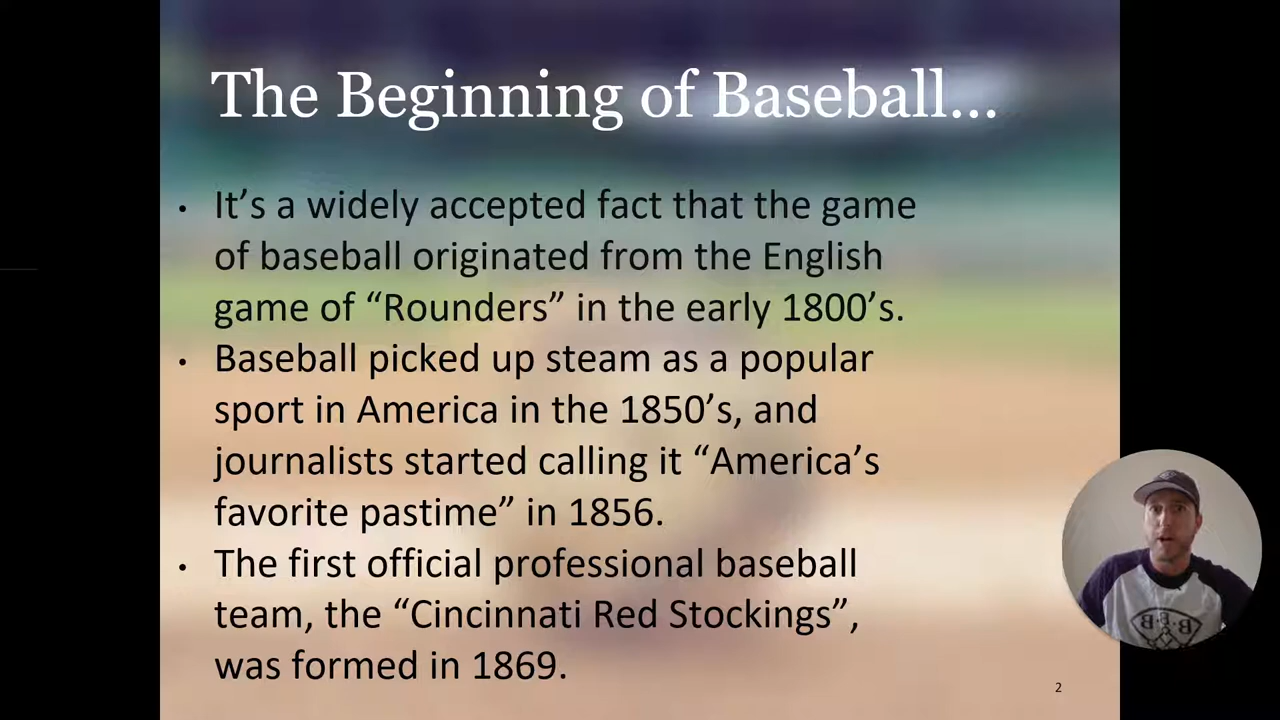 The Beginning of Baseball...
• It’s a widely accepted fact that the game
of baseball originated from the English
game of “Rounders” in the early 1800’s.
• Baseball picked up steam as a popular
sport in America in the 1850’s, and
journalists started calling it “America’s
favorite pastime” in 1856.
• The first official professional baseball
team, the “Cincinnati Red Stockings”,
was formed in 1869.
2